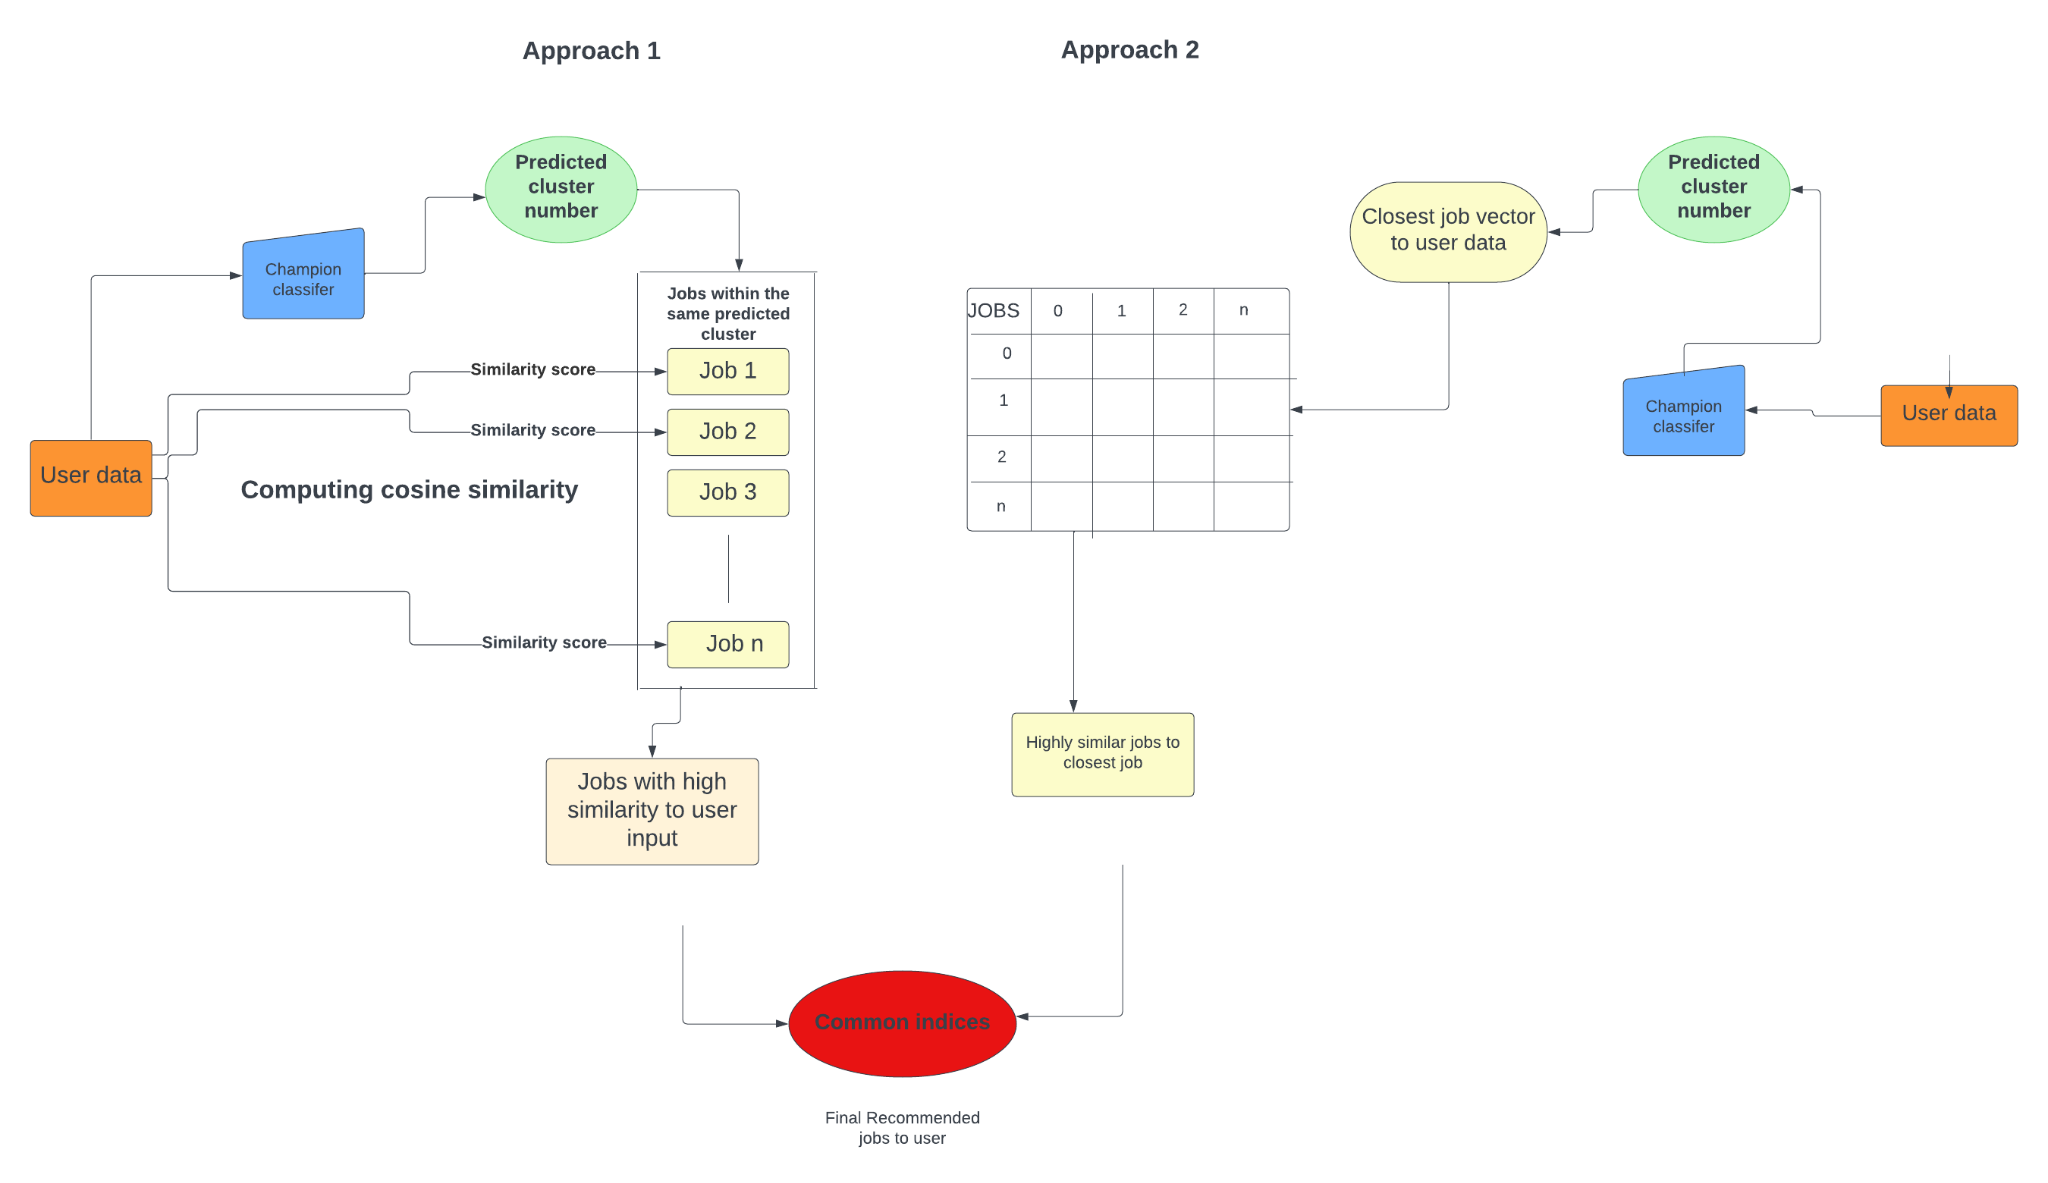 Approach 1
Approach 2
Predicted
cluster
number
Champion
classifer
Jobs within the
same predicted
cluster
Similarity score
Job 1
Similarity score
Job 2
User data
Computing cosine similarity
Job 3
Similarity score
Job n
Jobs with high
similarity to user
input
Predicted
cluster
number
Closest job vector
to user data
JOBS 0 1 2 n
0
1
2
n
Champion
classifer
User data
Highly similar jobs to
closest job
Common indices
Final Recommended
jobs to user